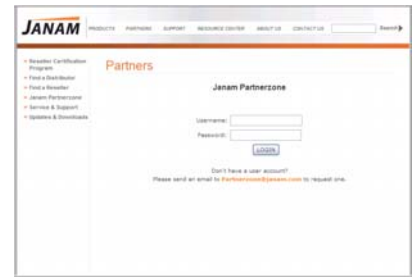 JANAM
PRODUCTS PARTNERS SUPPORT RESOURCE CENTER ABOUT US CONTACT US Search
Reseller Certification Program
Find a Distributor
Find a Reseller
Janam Partnerzone
Service & Support
Updates & Downloads
Partners
Janam Partnerzone
Username:
Password:
LOGIN
Don't have a user account?
Please send an email to Partnerzone@janam.com to request one.